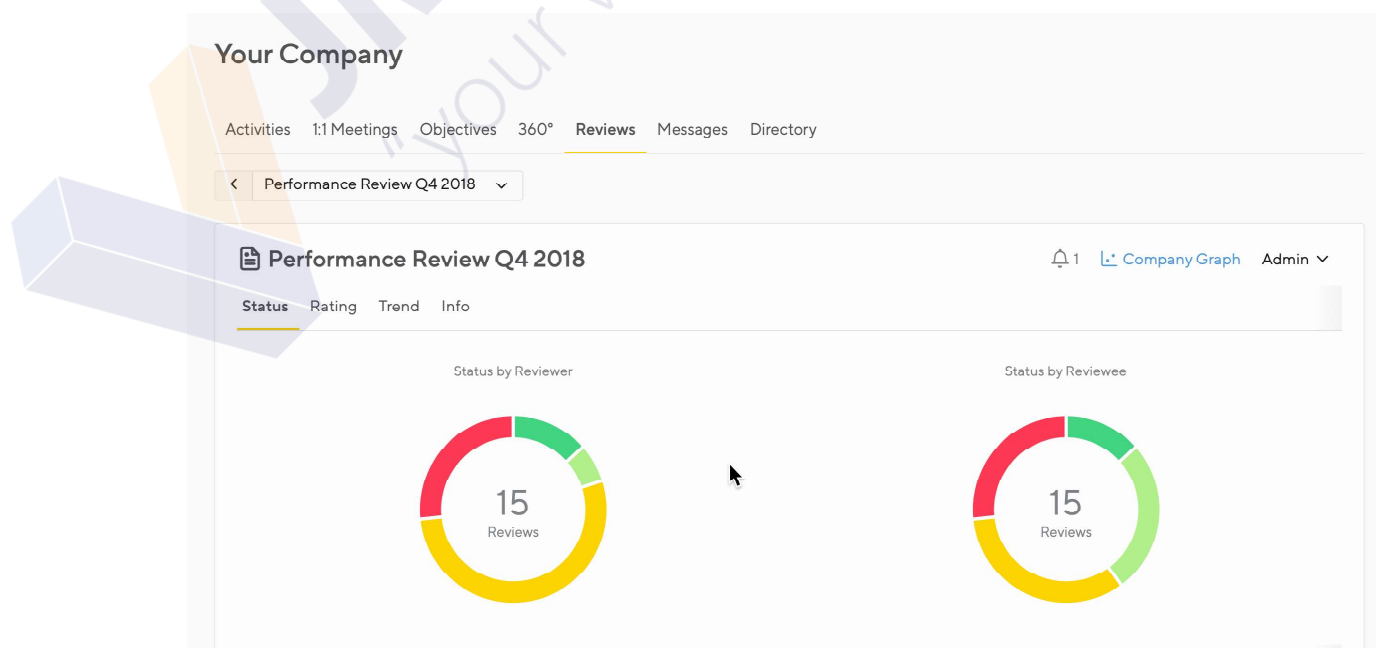 Your Company
Activities 1:1 Meetings Objectives 360° Reviews Messages Directory
Performance Review Q4 2018
Performance Review Q4 2018
1 Company Graph Admin
Status Rating Trend Info
Status by Reviewer Status by Reviewee
15 15
Reviews Reviews
"your